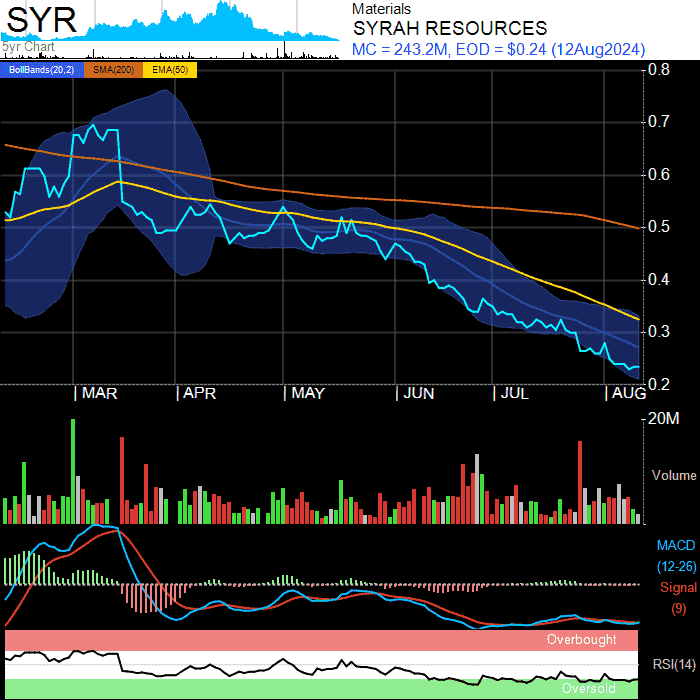 SYR
5yr Chart
Materials
SYRAH RESOURCES
MC = 243.2M, EOD = $0.24 (12Aug2024)
BollBands(20,2) SMA(200) EMA(50)
0.8
0.7
0.6
0.5
0.4
0.3
0.2
MAR APR MAY JUN JUL AUG
20M
Volume
MACD
(12-26)
Signal
(9)
Overbought
RSI(14)
Oversold